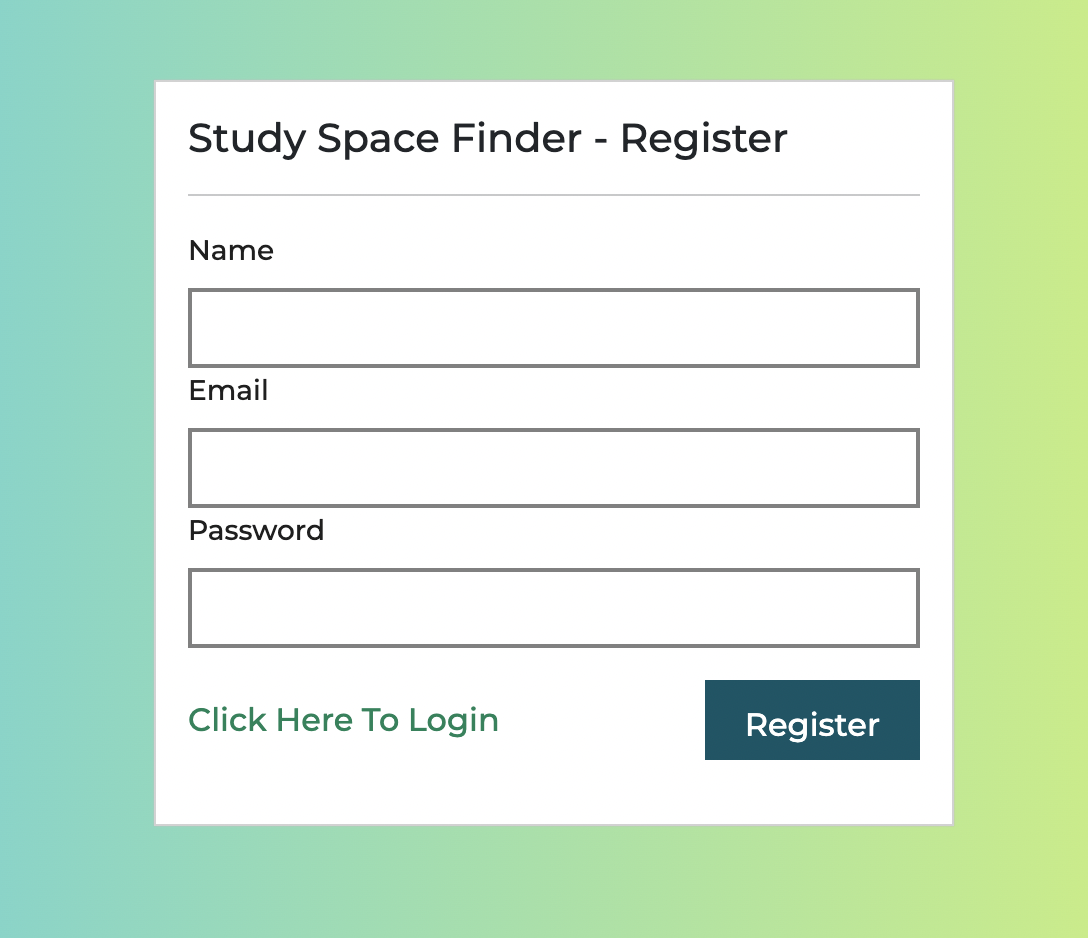 Study Space Finder - Register
Name
Email
Password
Click Here To Login
Register